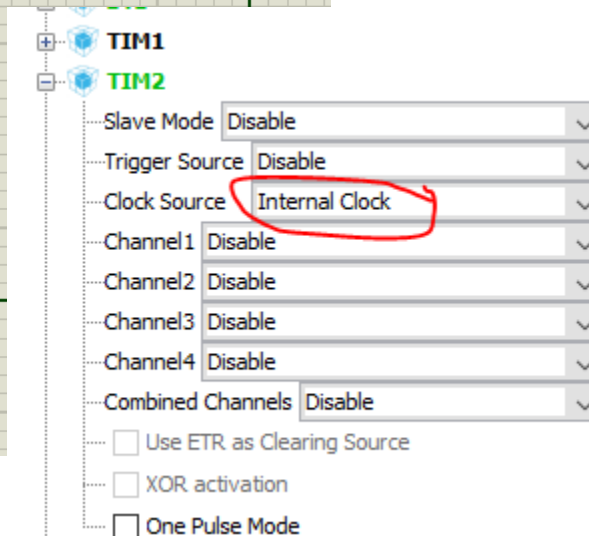 TIM1
TIM2
Slave Mode Disable
Trigger Source Disable
Clock Source Internal Clock
Channel1 Disable
Channel2 Disable
Channel3 Disable
Channel4 Disable
Combined Channels Disable
Use ETR as Clearing Source
XOR activation
One Pulse Mode